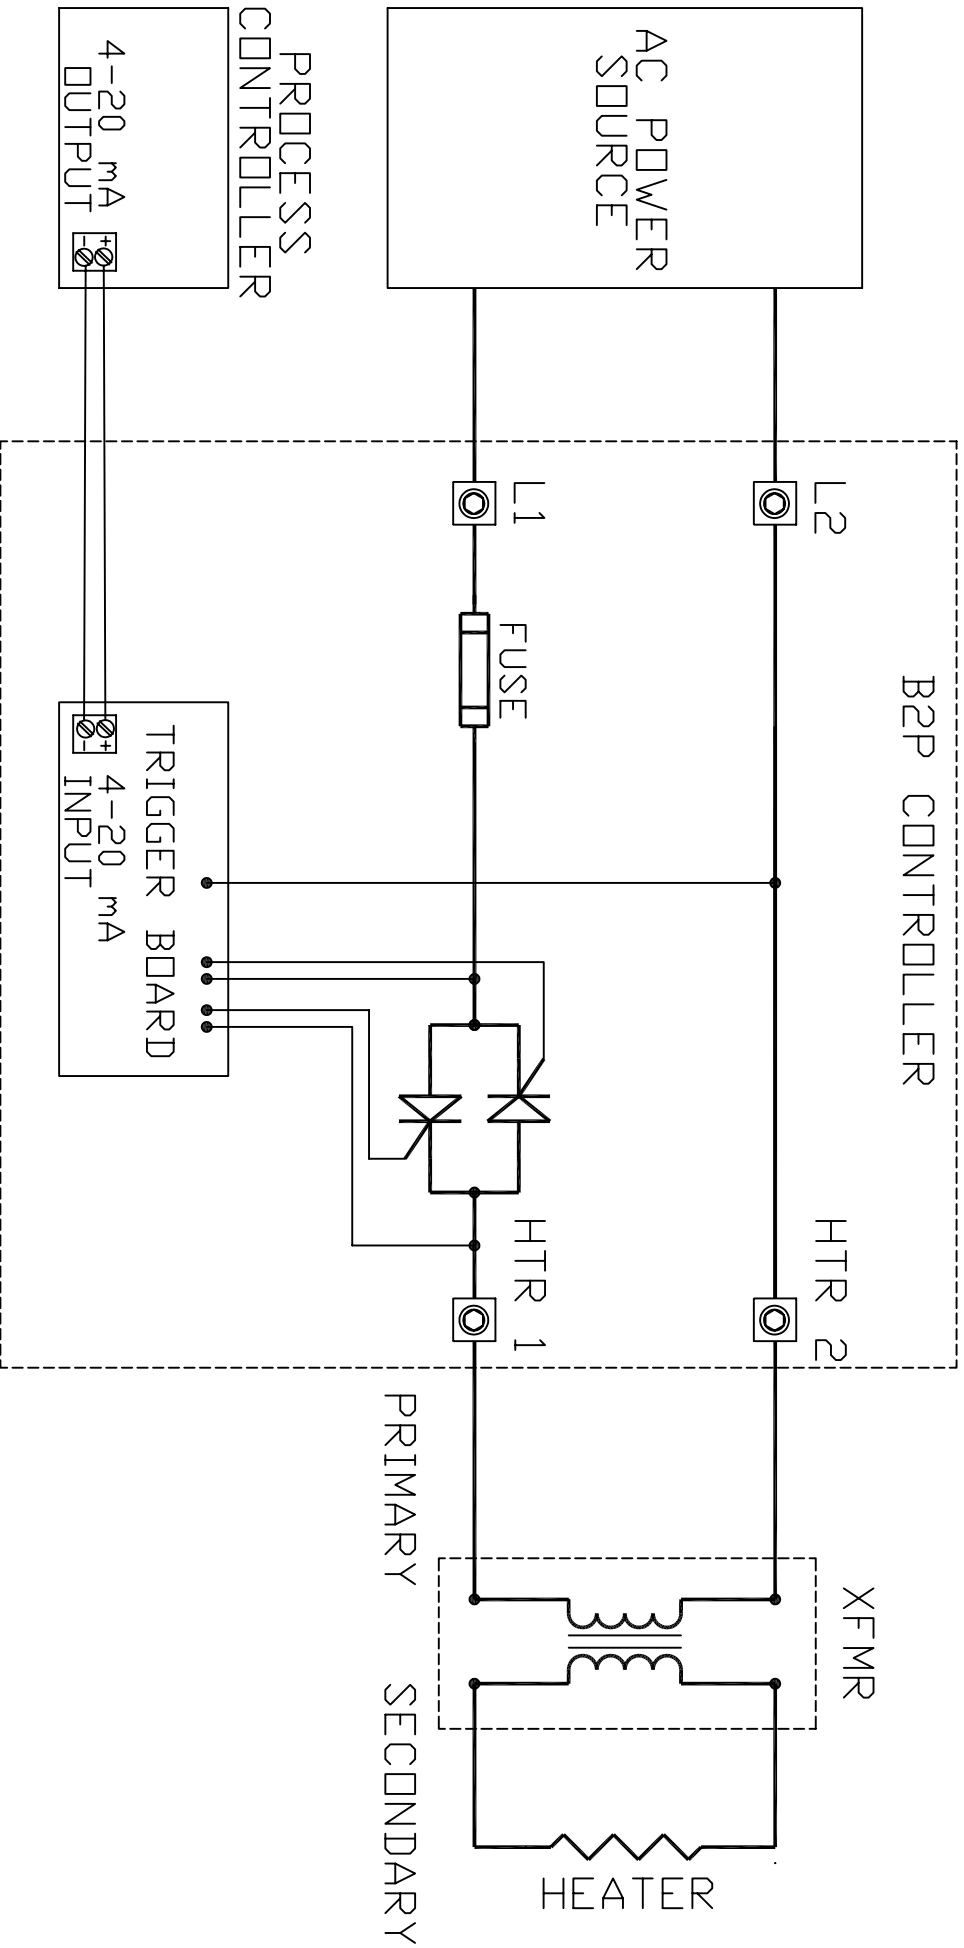 AC POWER
SOURCE
PROCESS
CONTROLLER
4-20 mA
OUTPUT
+
-
B2P CONTROLLER
L2
L1
FUSE
HTR 2
HTR 1
TRIGGER BOARD
+
-
4-20 mA
INPUT
XFMR
PRIMARY
SECONDARY
HEATER